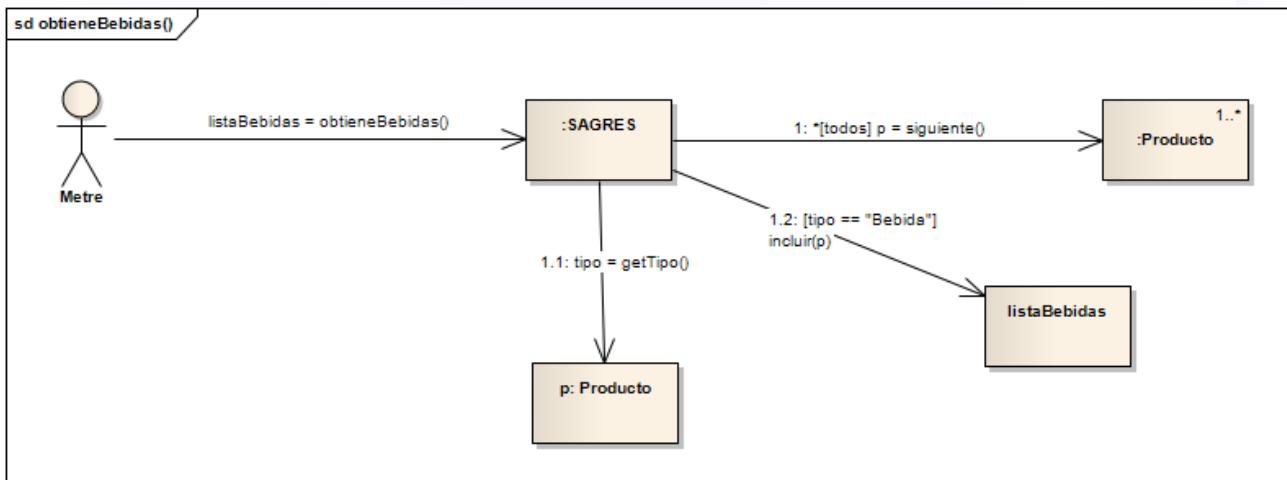 sd obtieneBebidas()
listaBebidas = obtieneBebidas()
:SAGRES
1: *[todos] p = siguiente()
1..*
:Producto
Metre
1.2: [tipo == "Bebida"]
incluir(p)
1.1: tipo = getTipo()
listaBebidas
p: Producto